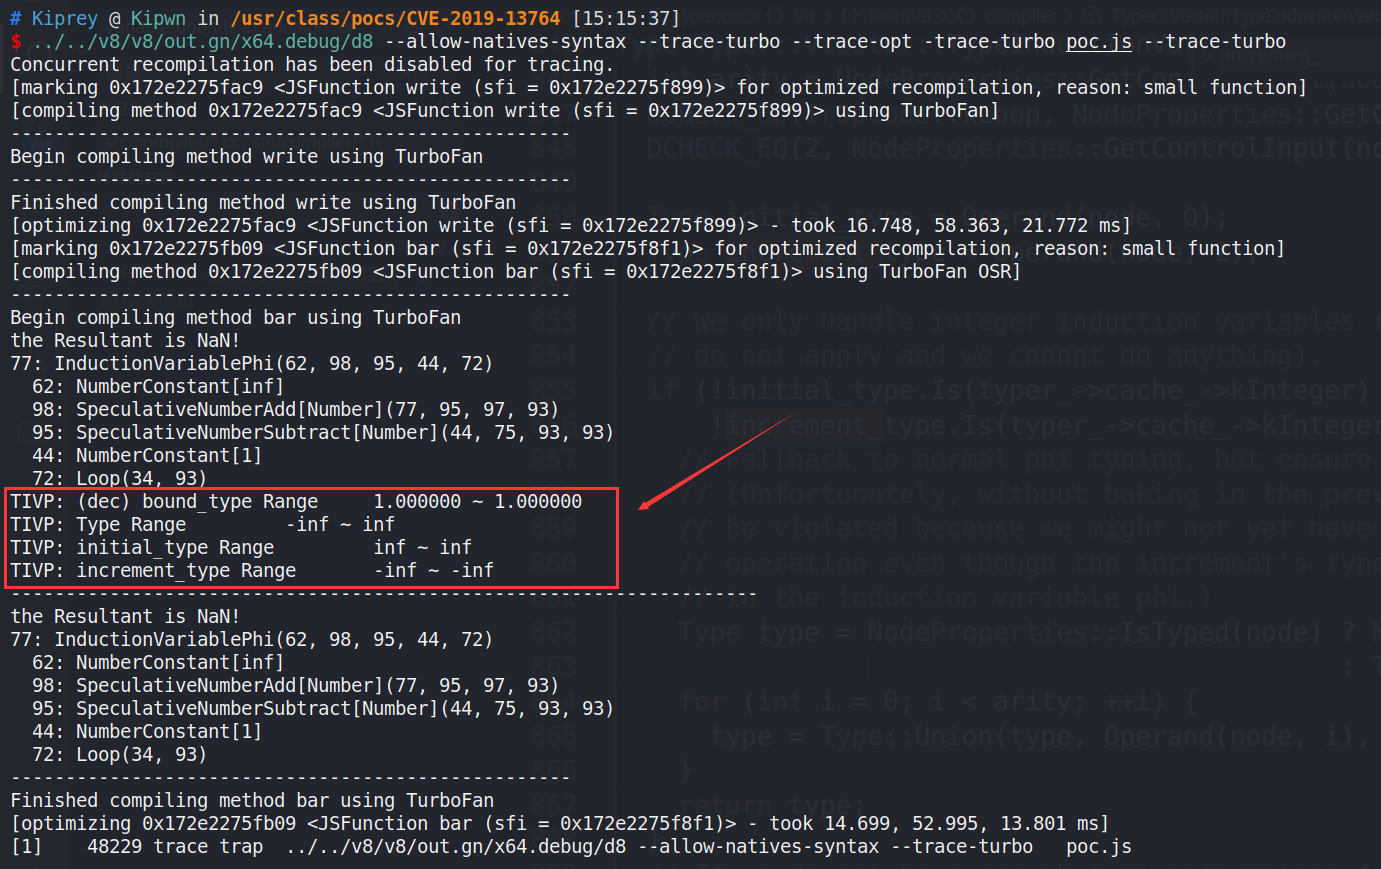 # Kiprey @ Kipwn in /usr/class/pocs/CVE-2019-13764 [15:15:37]
$ ../../v8/v8/out.gn/x64.debug/d8 --allow-natives-syntax --trace-turbo --trace-opt -trace-turbo poc.js --trace-turbo
Concurrent recompilation has been disabled for tracing.
[marking 0x172e2275fac9 <JSFunction write (sfi = 0x172e2275f899)> for optimized recompilation, reason: small function]
[compiling method 0x172e2275fac9 <JSFunction write (sfi = 0x172e2275f899)> using TurboFan]
---------------------------------------------------
Begin compiling method write using TurboFan
---------------------------------------------------
Finished compiling method write using TurboFan
[optimizing 0x172e2275fac9 <JSFunction write (sfi = 0x172e2275f899)> - took 16.748, 58.363, 21.772 ms]
[marking 0x172e2275fb09 <JSFunction bar (sfi = 0x172e2275f8f1)> for optimized recompilation, reason: small function]
[compiling method 0x172e2275fb09 <JSFunction bar (sfi = 0x172e2275f8f1)> using TurboFan OSR]
---------------------------------------------------
Begin compiling method bar using TurboFan
the Resultant is NaN!
77: InductionVariablePhi(62, 98, 95, 44, 72)
  62: NumberConstant[inf]
  98: SpeculativeNumberAdd[Number](77, 95, 97, 93)
  95: SpeculativeNumberSubtract[Number](44, 75, 93, 93)
  44: NumberConstant[1]
  72: Loop(34, 93)
TIVP: (dec) bound_type Range     1.000000 ~ 1.000000
TIVP: Type Range         -inf ~ inf
TIVP: initial_type Range         inf ~ inf
TIVP: increment_type Range       -inf ~ -inf
--------------------------------------------------------------------
the Resultant is NaN!
77: InductionVariablePhi(62, 98, 95, 44, 72)
  62: NumberConstant[inf]
  98: SpeculativeNumberAdd[Number](77, 95, 97, 93)
  95: SpeculativeNumberSubtract[Number](44, 75, 93, 93)
  44: NumberConstant[1]
  72: Loop(34, 93)
---------------------------------------------------
Finished compiling method bar using TurboFan
[optimizing 0x172e2275fb09 <JSFunction bar (sfi = 0x172e2275f8f1)> - took 14.699, 52.995, 13.801 ms]
[1]    48229 trace trap  ../../v8/v8/out.gn/x64.debug/d8 --allow-natives-syntax --trace-turbo   poc.js